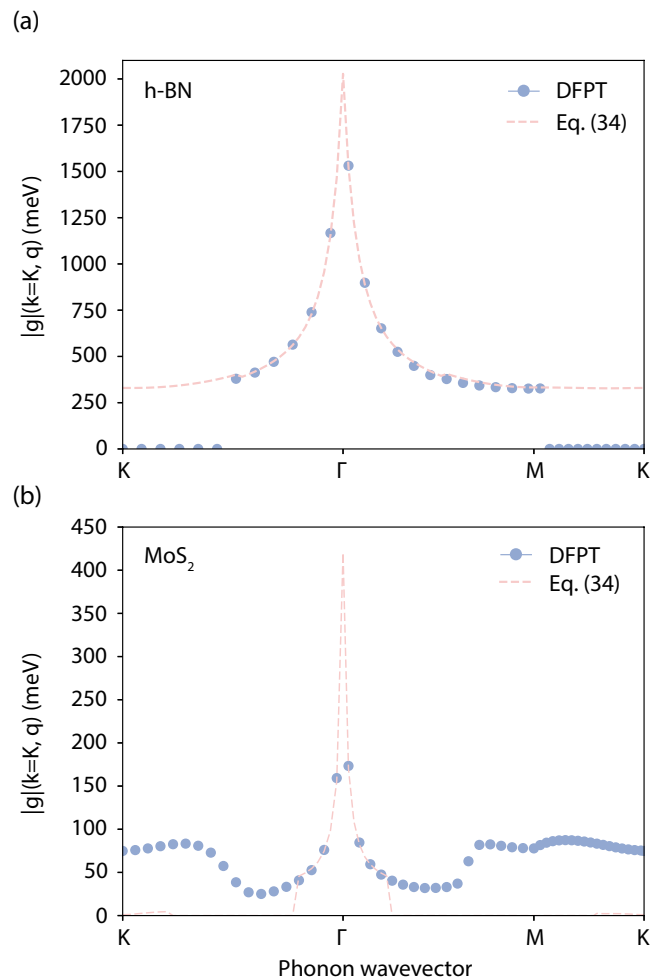 (a)
h-BN
DFPT
Eq. (34)
|g|(k=K, q) (meV)
2000
1750
1500
1250
1000
750
500
250
0
K
Γ
M
K
(b)
MoS₂
DFPT
Eq. (34)
|g|(k=K, q) (meV)
450
400
350
300
250
200
150
100
50
0
K
Γ
M
K
Phonon wavevector